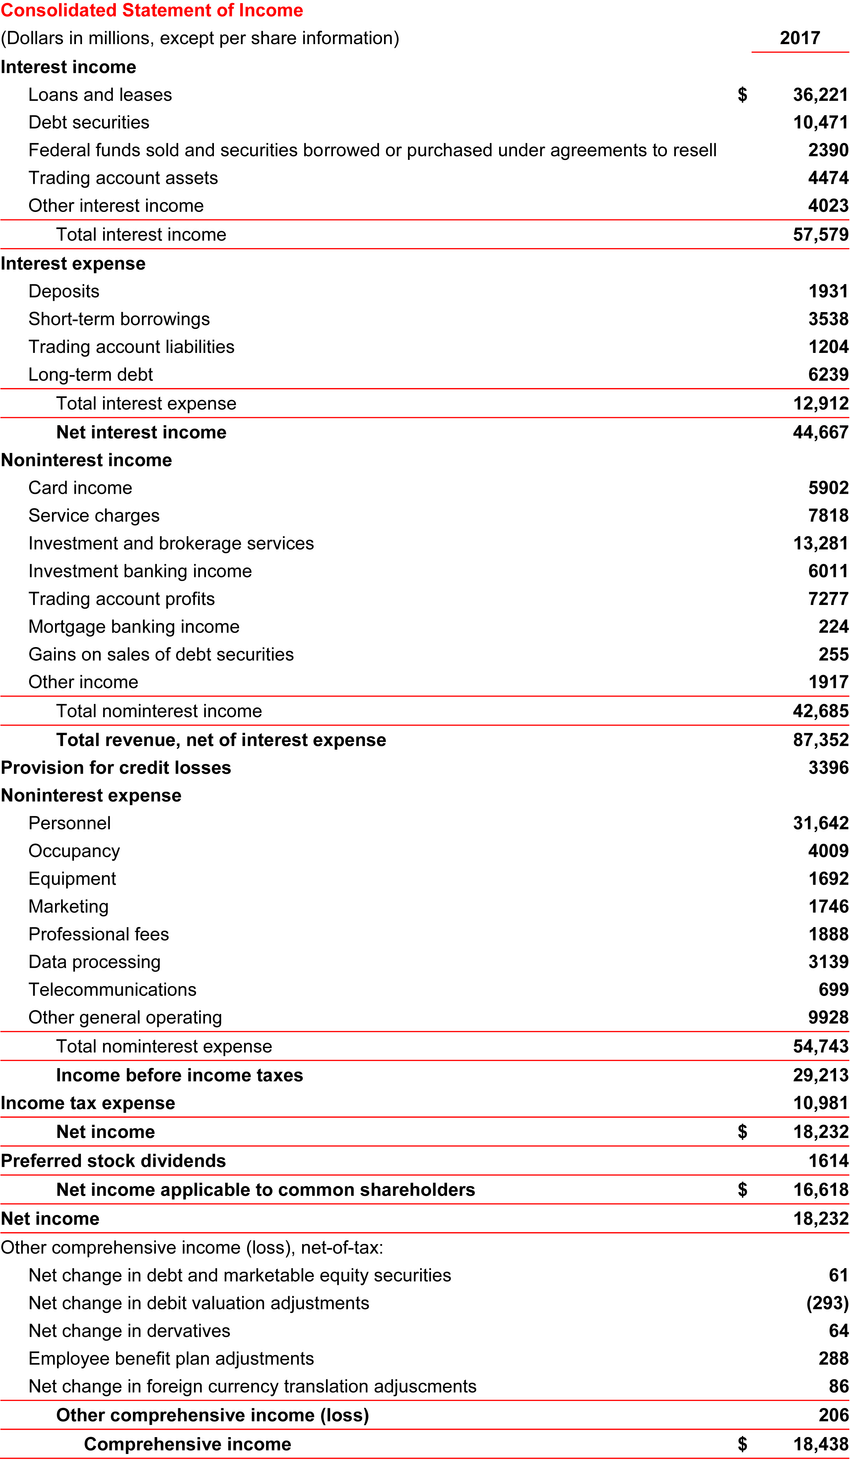 Consolidated Statement of Income
(Dollars in millions, except per share information) 2017
Interest income
Loans and leases $ 36,221
Debt securities 10,471
Federal funds sold and securities borrowed or purchased under agreements to resell 2390
Trading account assets 4474
Other interest income 4023
Total interest income 57,579
Interest expense
Deposits 1931
Short-term borrowings 3538
Trading account liabilities 1204
Long-term debt 6239
Total interest expense 12,912
Net interest income 44,667
Noninterest income
Card income 5902
Service charges 7818
Investment and brokerage services 13,281
Investment banking income 6011
Trading account profits 7277
Mortgage banking income 224
Gains on sales of debt securities 255
Other income 1917
Total nominterest income 42,685
Total revenue, net of interest expense 87,352
Provision for credit losses 3396
Noninterest expense
Personnel 31,642
Occupancy 4009
Equipment 1692
Marketing 1746
Professional fees 1888
Data processing 3139
Telecommunications 699
Other general operating 9928
Total nominterest expense 54,743
Income before income taxes 29,213
Income tax expense 10,981
Net income $ 18,232
Preferred stock dividends 1614
Net income applicable to common shareholders $ 16,618
Net income 18,232
Other comprehensive income (loss), net-of-tax:
Net change in debt and marketable equity securities 61
Net change in debit valuation adjustments (293)
Net change in dervatives 64
Employee benefit plan adjustments 288
Net change in foreign currency translation adjuscments 86
Other comprehensive income (loss) 206
Comprehensive income $ 18,438